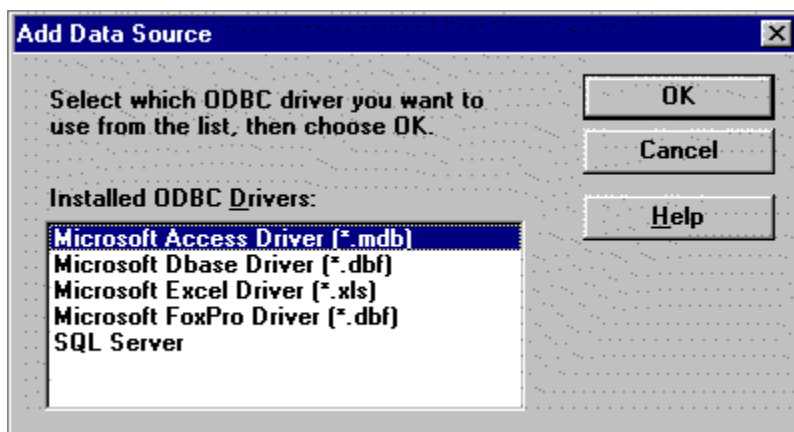 Add Data Source
Select which ODBC driver you want to
use from the list, then choose OK.
OK
Cancel
Help
Installed ODBC Drivers:
Microsoft Access Driver (*.mdb)
Microsoft Dbase Driver (*.dbf)
Microsoft Excel Driver (*.xls)
Microsoft FoxPro Driver (*.dbf)
SQL Server